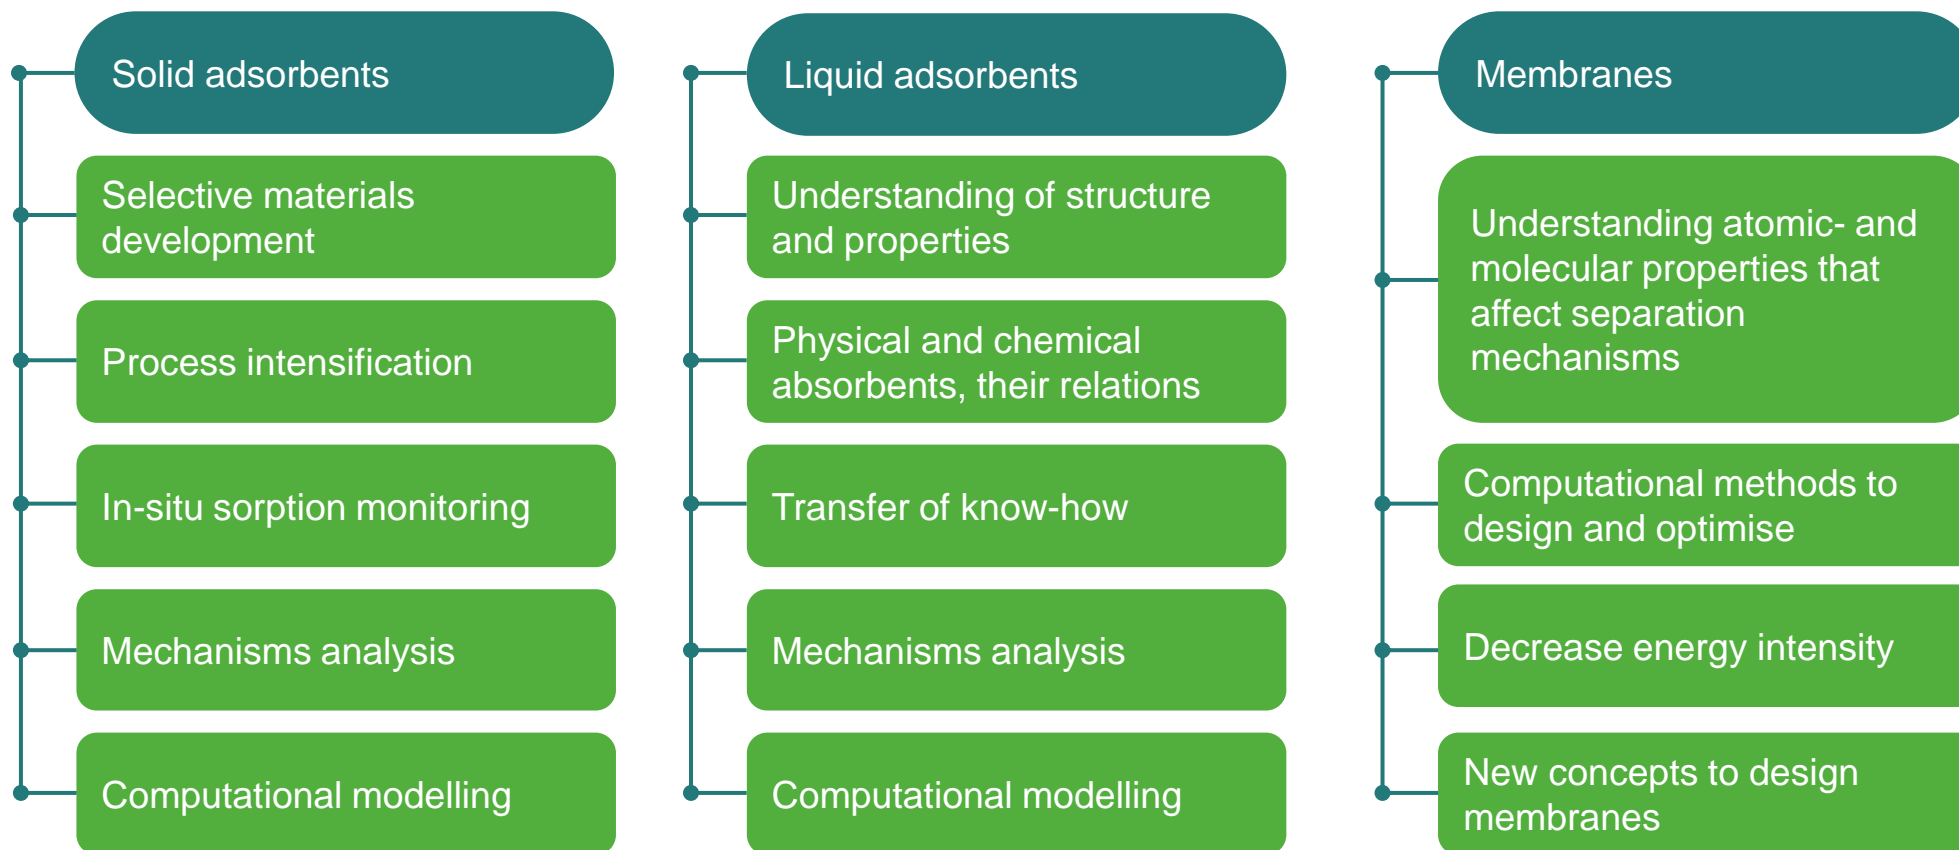 Solid adsorbents
Selective materials
development
Process intensification
In-situ sorption monitoring
Mechanisms analysis
Computational modelling
Liquid adsorbents
Understanding of structure
and properties
Physical and chemical
absorbents, their relations
Transfer of know-how
Mechanisms analysis
Computational modelling
Membranes
Understanding atomic- and
molecular properties that
affect separation
mechanisms
Computational methods to
design and optimise
Decrease energy intensity
New concepts to design
membranes